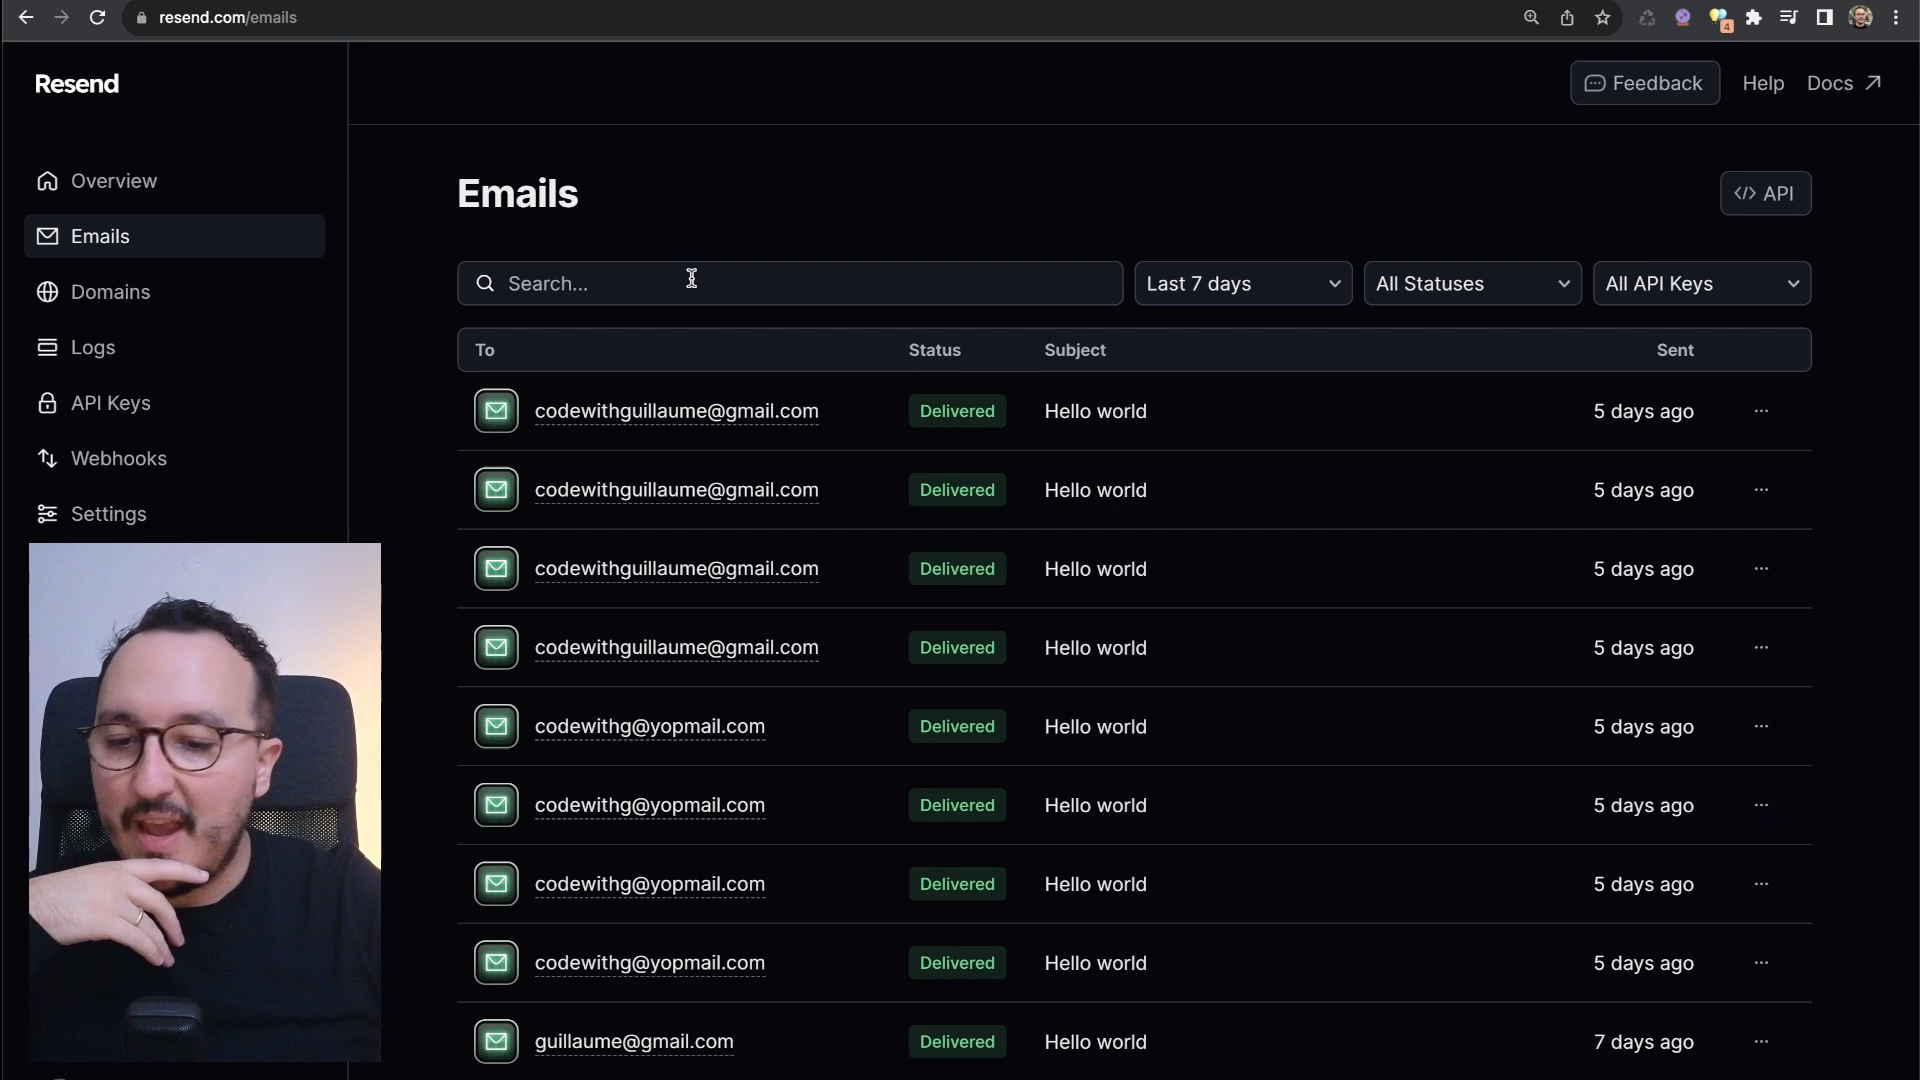 resend.com/emails
4
Resend
Feedback
Help
Docs
Overview
Emails
Domains
Logs
API Keys
Webhooks
Settings
Emails
</> API
Search...
Last 7 days
All Statuses
All API Keys
To Status Subject Sent
codewithguillaume@gmail.com Delivered Hello world 5 days ago
codewithguillaume@gmail.com Delivered Hello world 5 days ago
codewithguillaume@gmail.com Delivered Hello world 5 days ago
codewithguillaume@gmail.com Delivered Hello world 5 days ago
codewithg@yopmail.com Delivered Hello world 5 days ago
codewithg@yopmail.com Delivered Hello world 5 days ago
codewithg@yopmail.com Delivered Hello world 5 days ago
codewithg@yopmail.com Delivered Hello world 5 days ago
guillaume@gmail.com Delivered Hello world 7 days ago